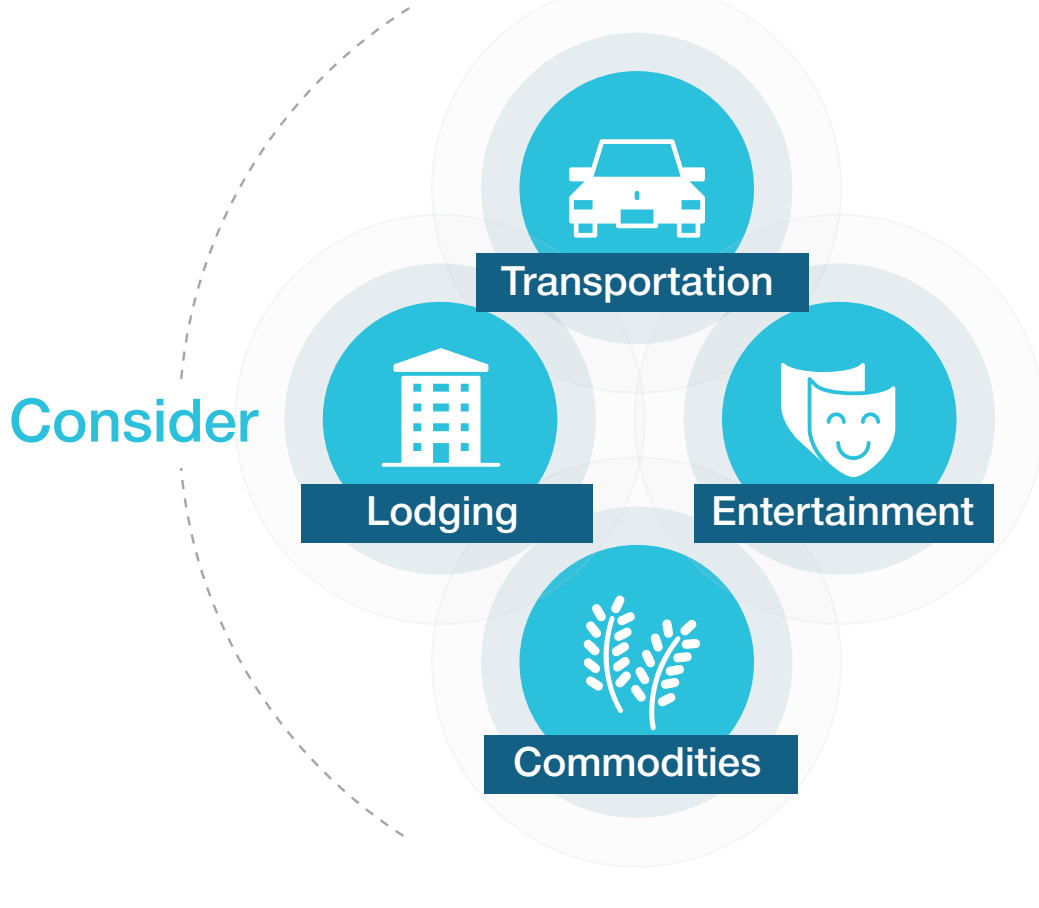 Transportation
Consider
Lodging
Entertainment
Commodities